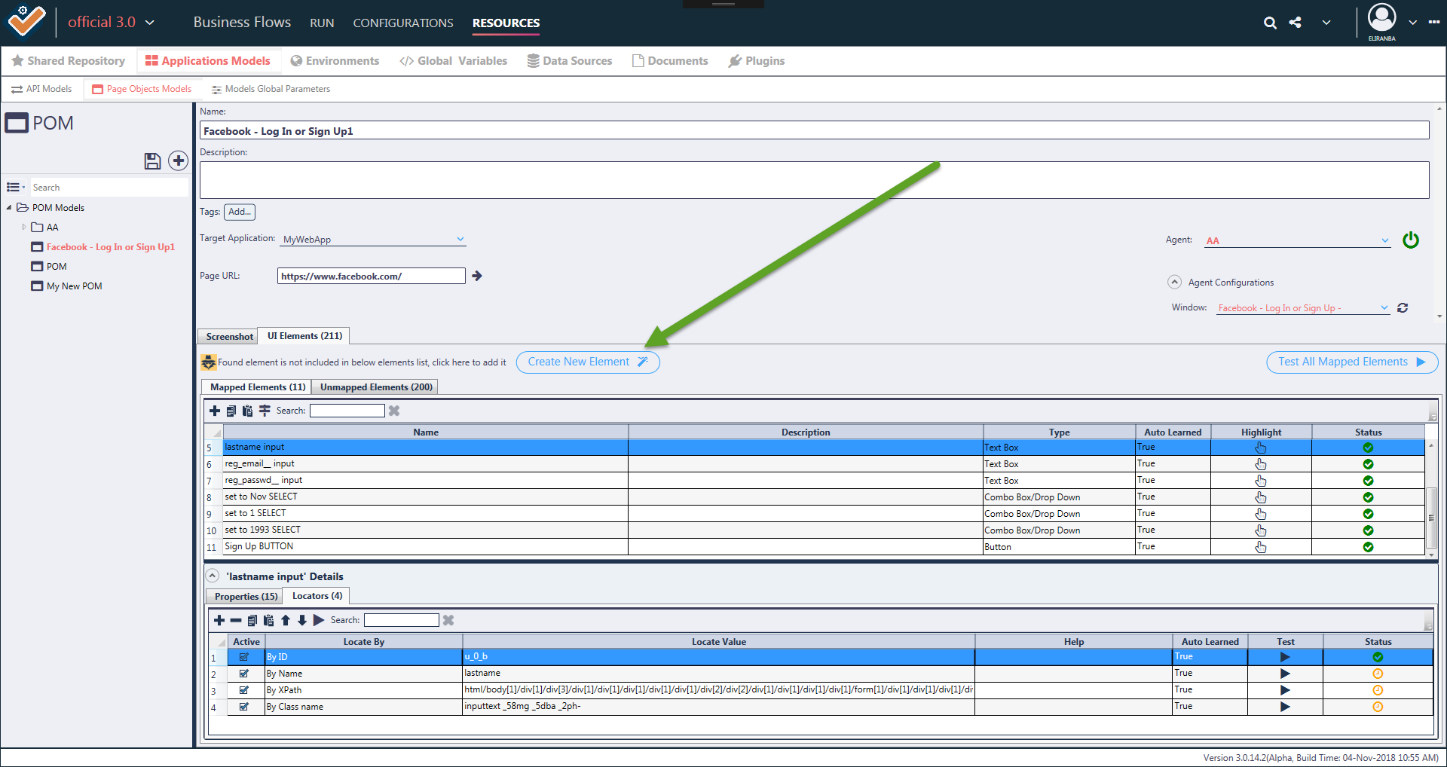 official 3.0 Business Flows RUN CONFIGURATIONS RESOURCES
ELIRANBA
Shared Repository Applications Models Environments Global Variables Data Sources Documents Plugins
API Models Page Objects Models Models Global Parameters
POM
Search
POM Models
AA
Facebook - Log In or Sign Up1
POM
My New POM
Name:
Facebook - Log In or Sign Up1
Description:
Tags: Add...
Target Application: MyWebApp
Agent: AA
Page URL: https://www.facebook.com/
Agent Configurations
Window: Facebook - Log In or Sign Up -
Screenshot UI Elements (211)
Found element is not included in below elements list, click here to add it Create New Element Test All Mapped Elements
Mapped Elements (11) Unmapped Elements (200)
Search:
Name Description Type Auto Learned Highlight Status
5 lastname input Text Box True
6 reg_email__ input Text Box True
7 reg_passwd__ input Text Box True
8 set to Nov SELECT Combo Box/Drop Down True
9 set to 1 SELECT Combo Box/Drop Down True
10 set to 1993 SELECT Combo Box/Drop Down True
11 Sign Up BUTTON Button True
'lastname input' Details
Properties (15) Locators (4)
Search:
Active Locate By Locate Value Help Auto Learned Test Status
1 By ID u_0_b True
2 By Name lastname True
3 By XPath html/body[1]/div[1]/div[3]/div[1]/div[1]/div[1]/div[1]/div[1]/div[2]/div[2]/div[1]/div[1]/div[1]/div[1]/form[1]/div[1]/div[1]/div[1]/di True
4 By Class name inputtext _58mg _5dba _2ph- True
Version 3.0.14.2(Alpha, Build Time: 04-Nov-2018 10:55 AM)